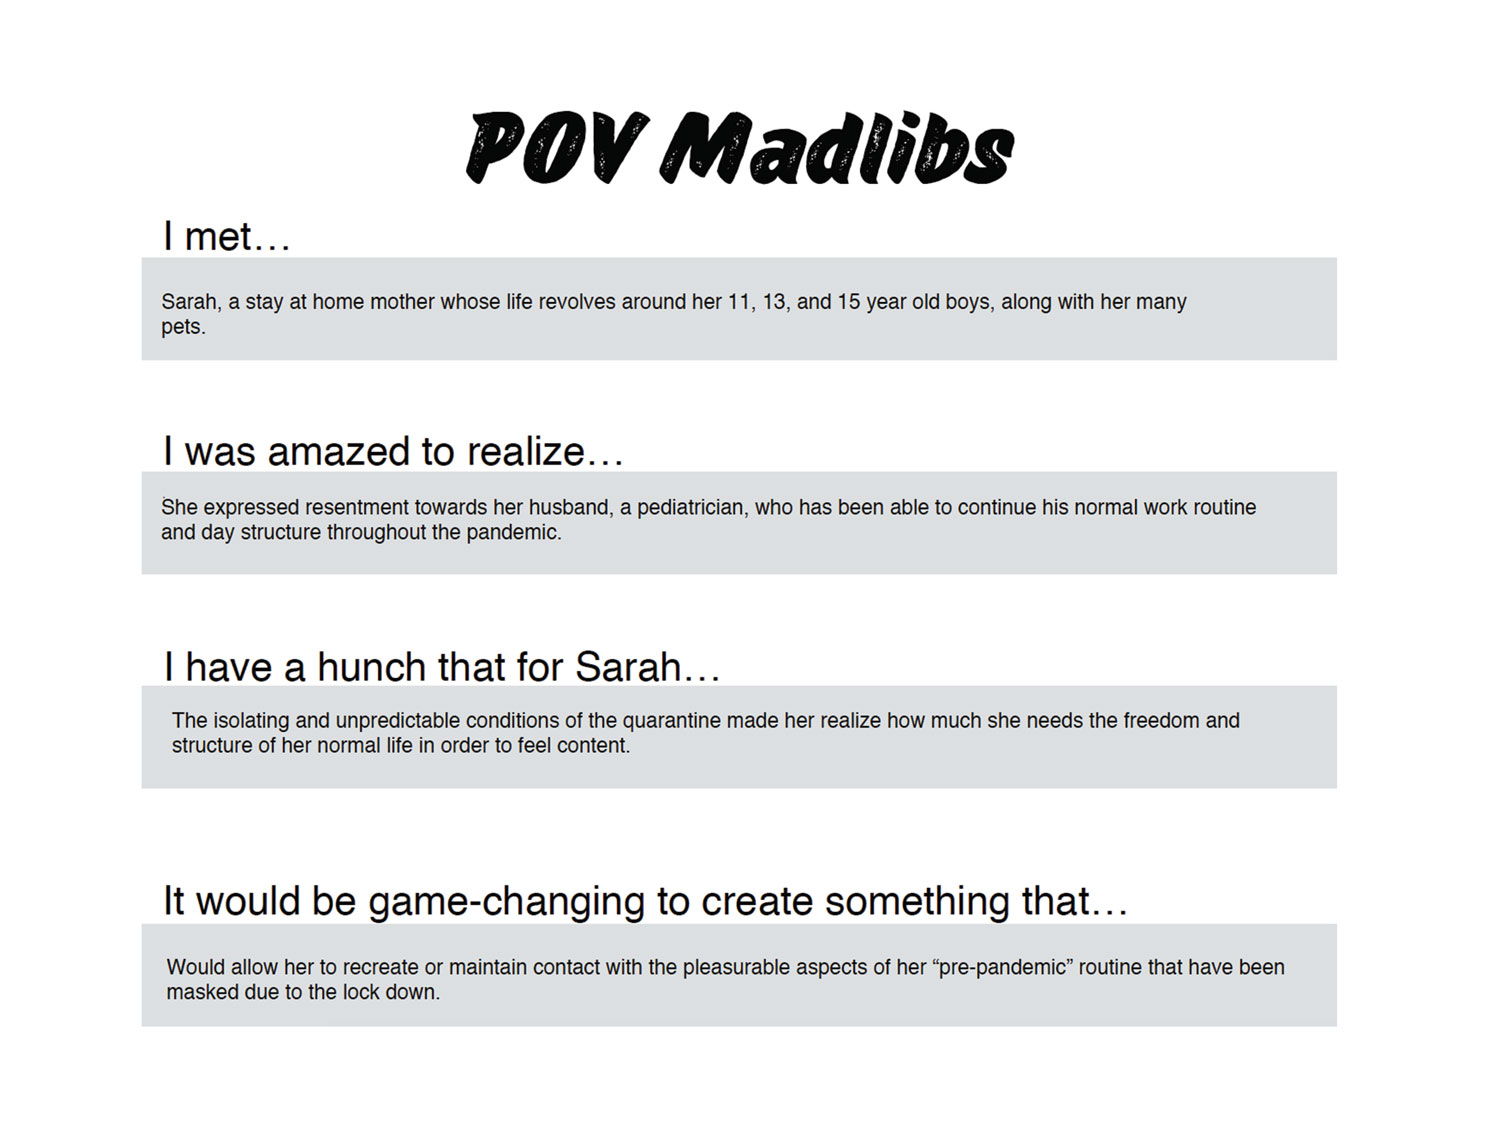 POV Madlibs
I met…
Sarah, a stay at home mother whose life revolves around her 11, 13, and 15 year old boys, along with her many
pets.
I was amazed to realize…
She expressed resentment towards her husband, a pediatrician, who has been able to continue his normal work routine
and day structure throughout the pandemic.
I have a hunch that for Sarah…
The isolating and unpredictable conditions of the quarantine made her realize how much she needs the freedom and
structure of her normal life in order to feel content.
It would be game-changing to create something that…
Would allow her to recreate or maintain contact with the pleasurable aspects of her “pre-pandemic” routine that have been
masked due to the lock down.